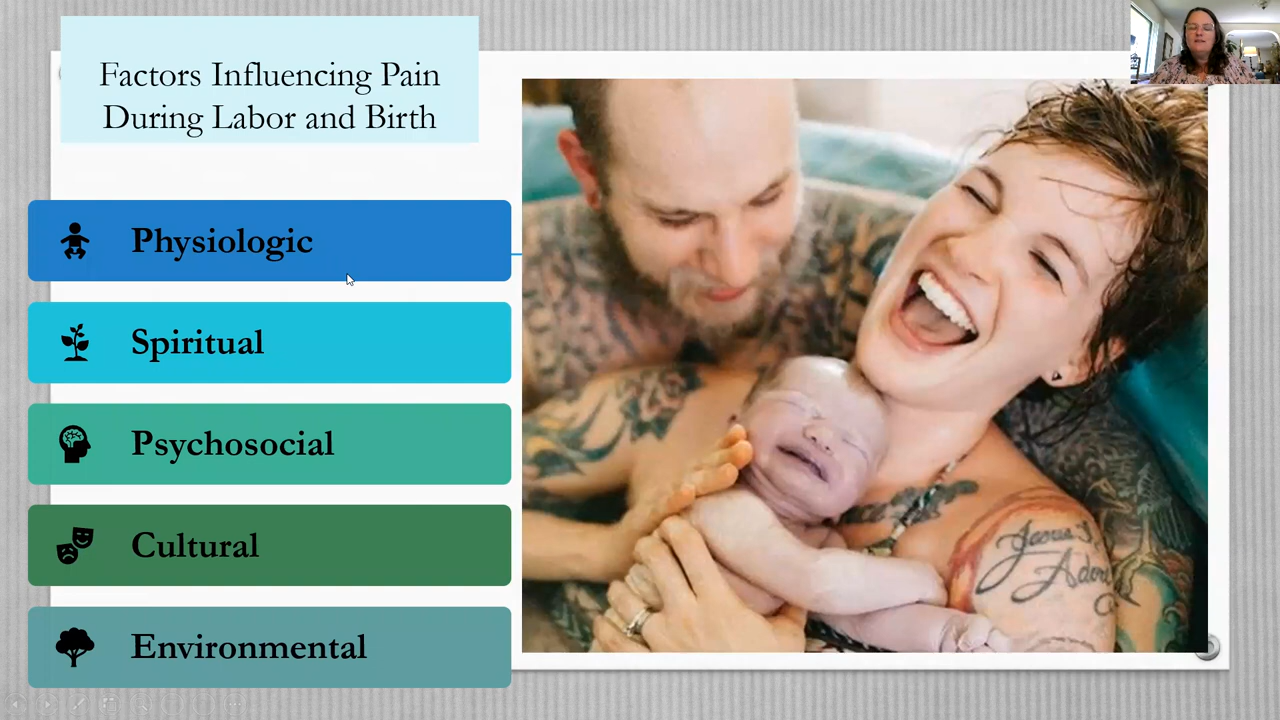 Factors Influencing Pain
During Labor and Birth
Physiologic
Spiritual
Psychosocial
Cultural
Environmental